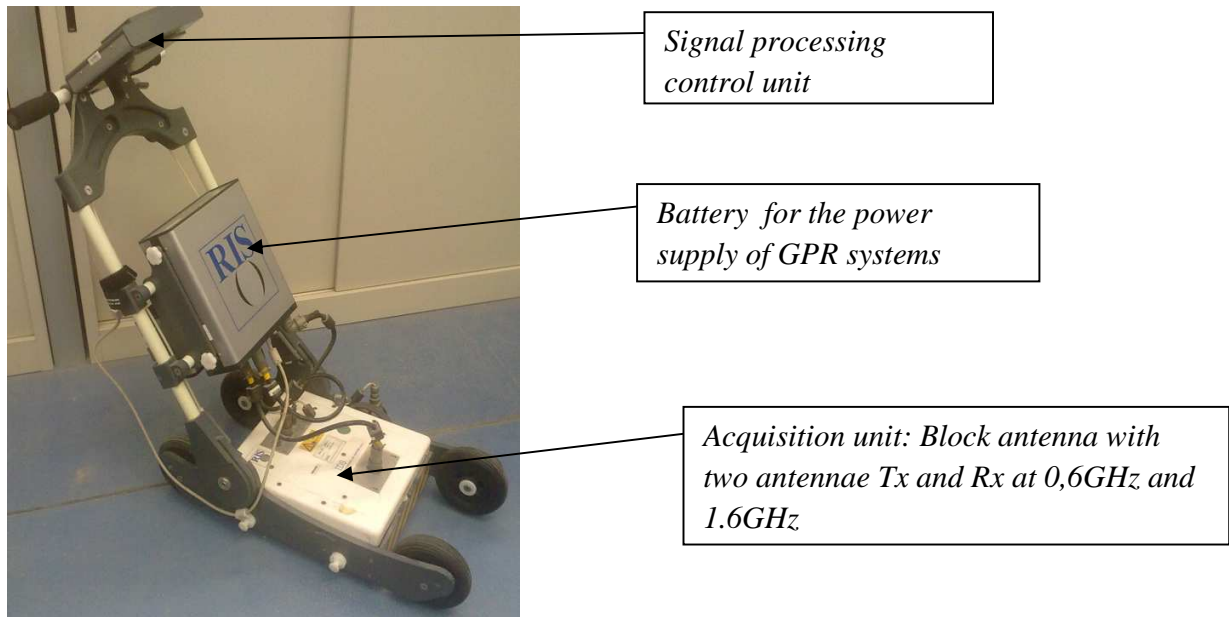 Signal processing
control unit
RIS
Battery for the power
supply of GPR systems
Acquisition unit: Block antenna with
two antennae Tx and Rx at 0,6GHz and
1.6GHz